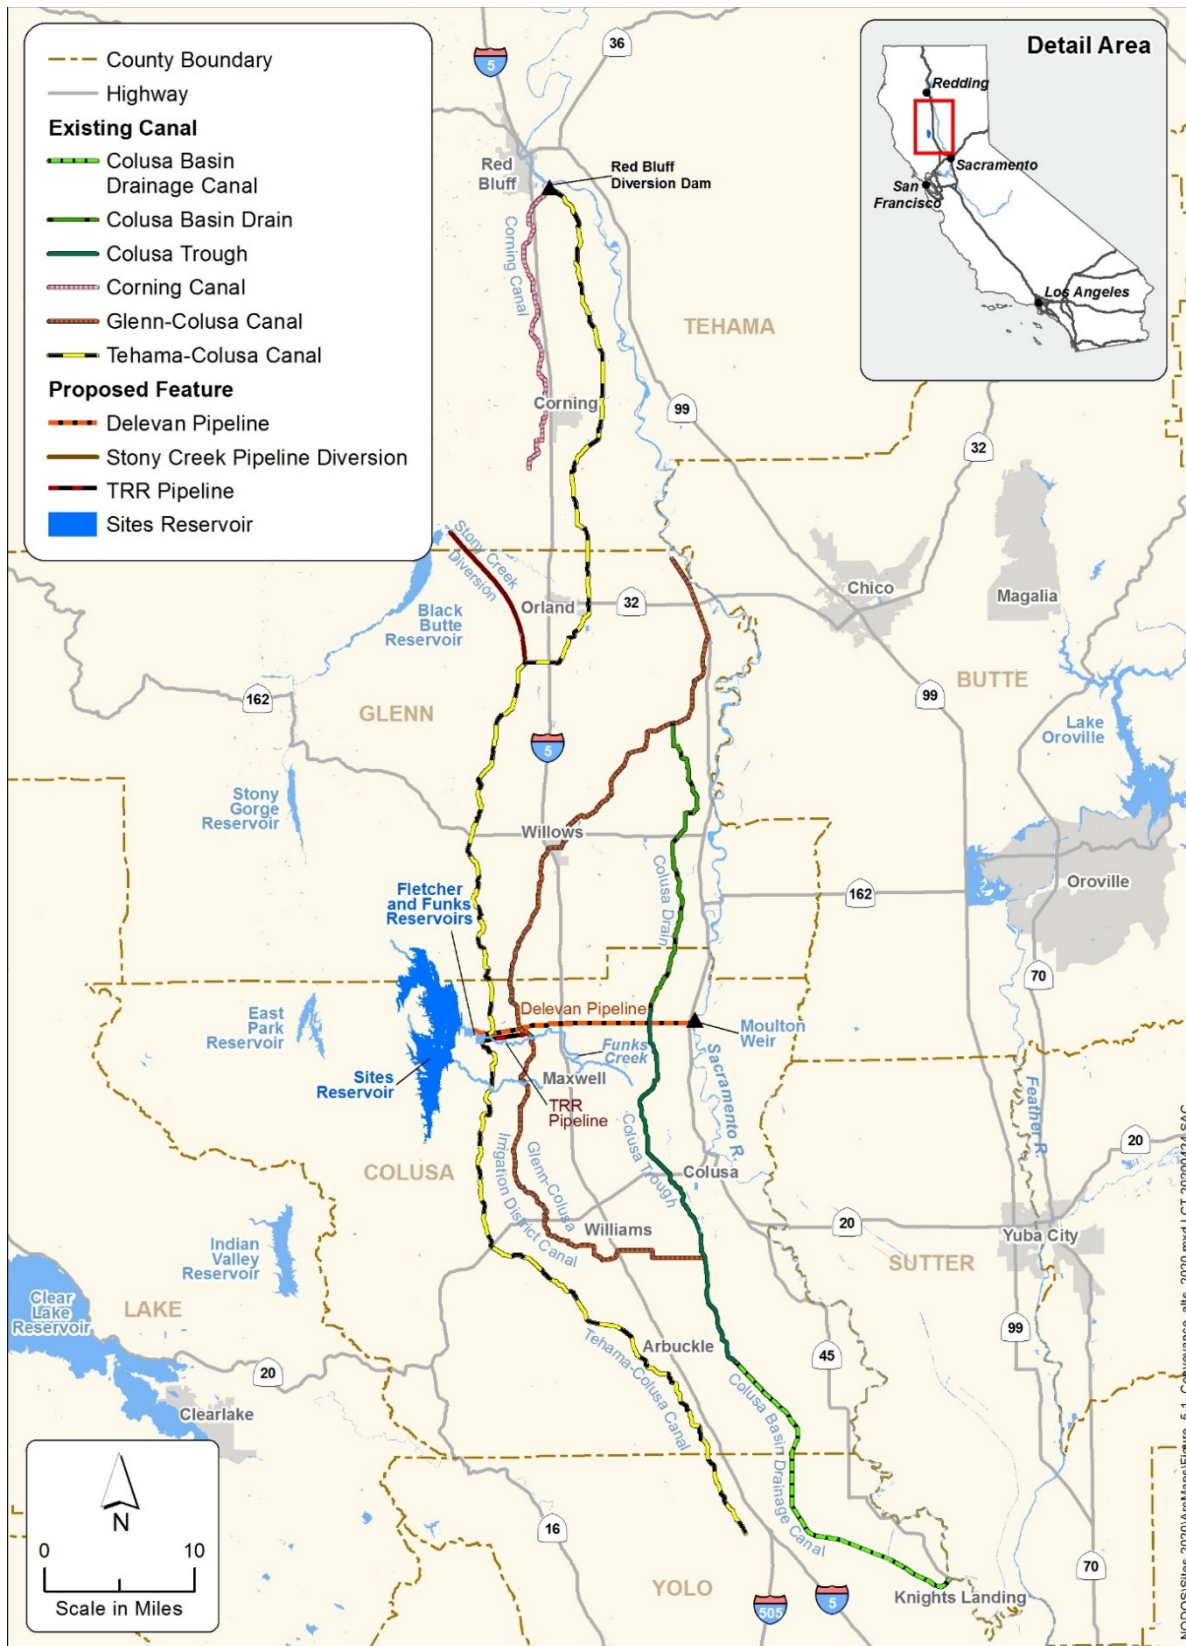 County Boundary
Highway
Existing Canal
Colusa Basin
Drainage Canal
Colusa Basin Drain
Colusa Trough
Corning Canal
Glenn-Colusa Canal
Tehama-Colusa Canal
Proposed Feature
Delevan Pipeline
Stony Creek Pipeline Diversion
TRR Pipeline
Sites Reservoir
Detail Area
Redding
Sacramento
San
Francisco
Los Angeles
5
36
Red
Bluff
Red Bluff
Diversion Dam
Corning Canal
TEHAMA
Corning
99
32
Stony Creek
Diversion
Black
Butte
Reservoir
Orland
32
Chico
Magalia
162
GLENN
99
BUTTE
Lake
Oroville
5
Stony
Gorge
Reservoir
Willows
Colusa Drain
162
Oroville
Fletcher
and Funks
Reservoirs
70
East
Park
Reservoir
Delevan Pipeline
Moulton
Weir
Funks
Creek
Sites
Reservoir
Maxwell
TRR
Pipeline
Sacramento R.
Feather R.
Colusa Trough
COLUSA
Glenn-Colusa
Irrigation District Canal
Colusa
20
Williams
20
Yuba City
Indian
Valley
Reservoir
SUTTER
Clear
Lake
Reservoir
LAKE
Tehama-Colusa Canal
Arbuckle
45
99
20
Clearlake
Colusa Basin Drainage Canal
N
0 10
Scale in Miles
16
YOLO
505
5
Knights Landing
70